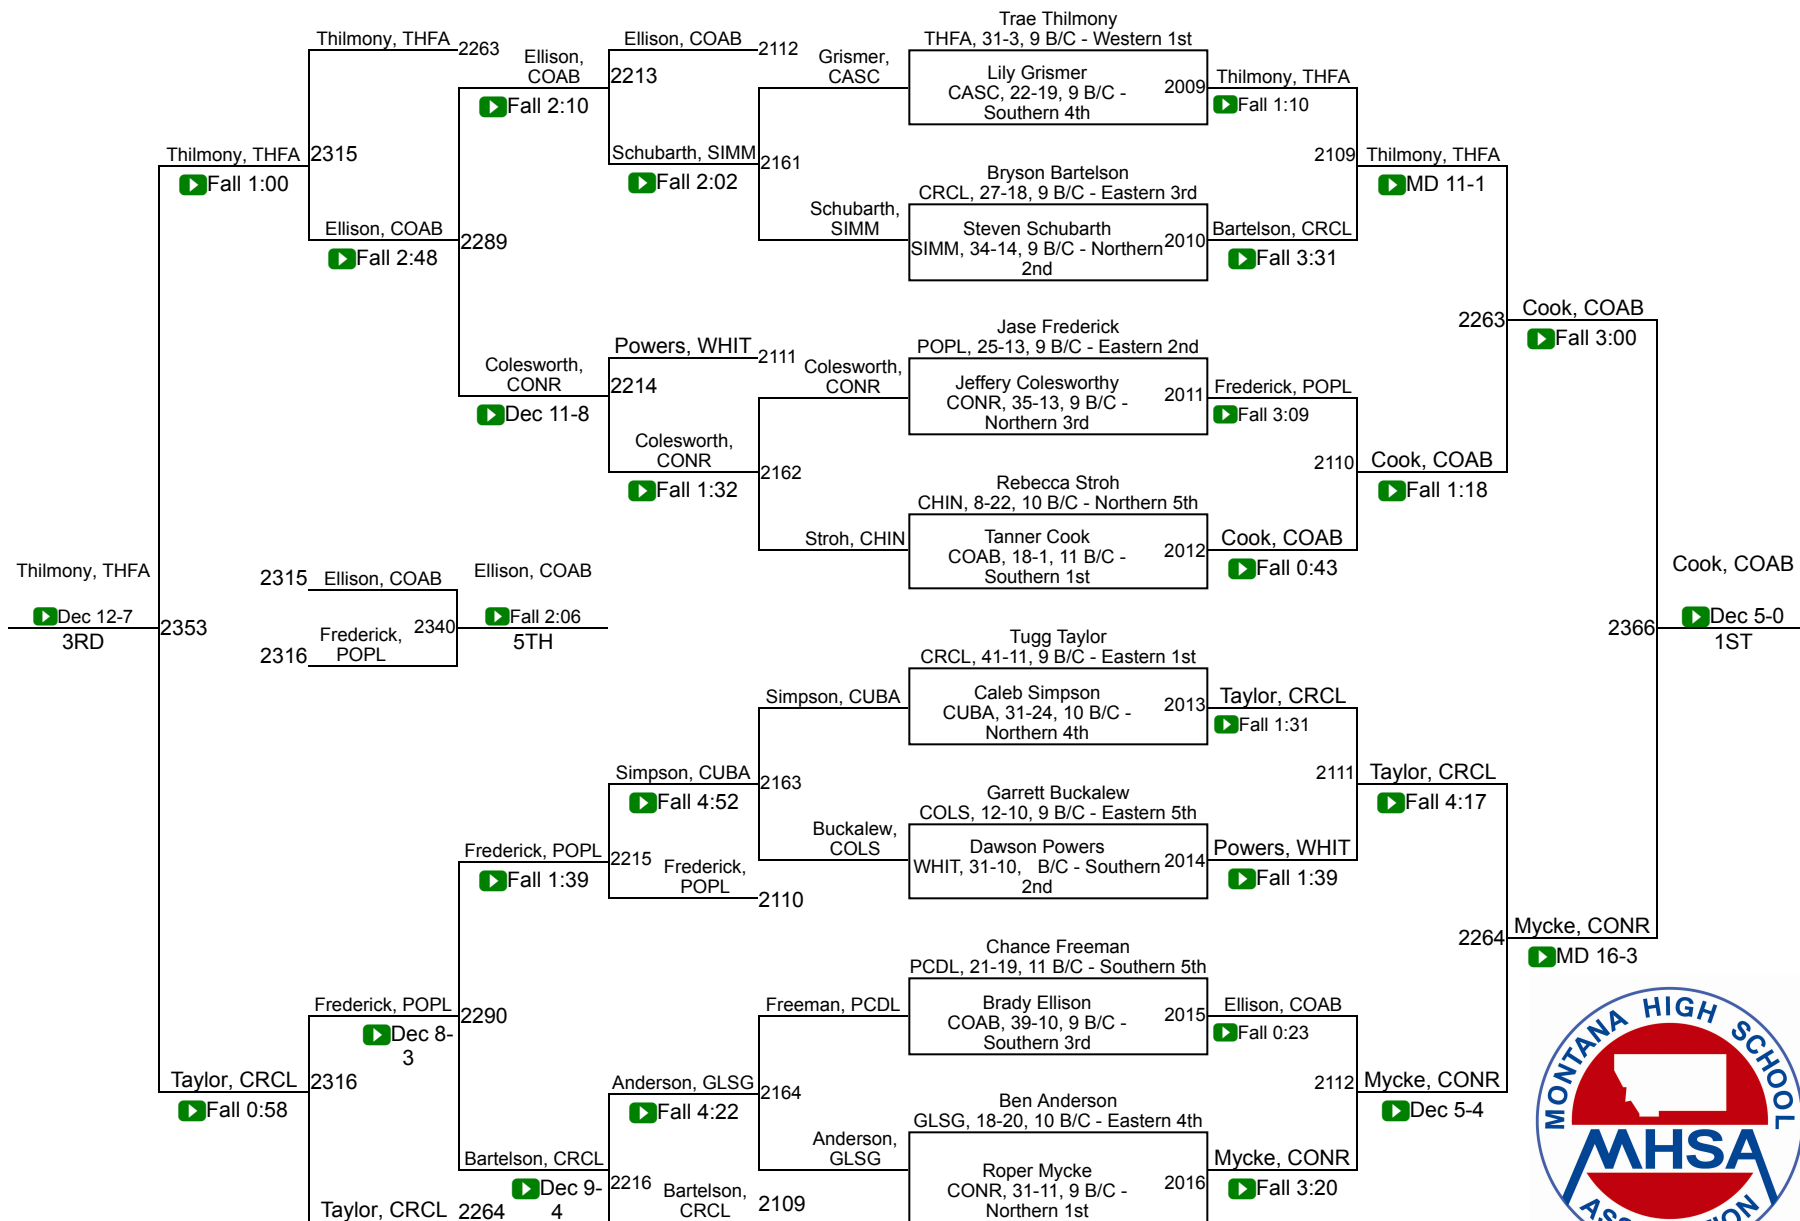 Trae Thilmony
THFA, 31-3, 9 B/C - Western 1st
Lily Grismer
CASC, 22-19, 9 B/C -
Southern 4th
2009
Bryson Bartelson
CRCL, 27-18, 9 B/C - Eastern 3rd
Steven Schubarth
SIMM, 34-14, 9 B/C - Northern
2nd
2010
Jase Frederick
POPL, 25-13, 9 B/C - Eastern 2nd
Jeffery Colesworthy
CONR, 35-13, 9 B/C -
Northern 3rd
2011
Rebecca Stroh
CHIN, 8-22, 10 B/C - Northern 5th
Tanner Cook
COAB, 18-1, 11 B/C -
Southern 1st
2012
Tugg Taylor
CRCL, 41-11, 9 B/C - Eastern 1st
Caleb Simpson
CUBA, 31-24, 10 B/C -
Northern 4th
2013
Garrett Buckalew
COLS, 12-10, 9 B/C - Eastern 5th
Dawson Powers
WHIT, 31-10, B/C - Southern
2nd
2014
Chance Freeman
PCDL, 21-19, 11 B/C - Southern 5th
Brady Ellison
COAB, 39-10, 9 B/C -
Southern 3rd
2015
Ben Anderson
GLSG, 18-20, 10 B/C - Eastern 4th
Roper Mycke
CONR, 31-11, 9 B/C -
Northern 1st
2016
Thilmony, THFA
Fall 1:10
2109
Bartelson, CRCL
Fall 3:31
Frederick, POPL
Fall 3:09
2110
Cook, COAB
Fall 0:43
Taylor, CRCL
Fall 1:31
2111
Powers, WHIT
Fall 1:39
Ellison, COAB
Fall 0:23
2112
Mycke, CONR
Fall 3:20
Thilmony, THFA
MD 11-1
2263
Cook, COAB
Fall 1:18
Taylor, CRCL
Fall 4:17
2264
Mycke, CONR
Dec 5-4
Cook, COAB
Fall 3:00
2366
Mycke, CONR
MD 16-3
Cook, COAB
Dec 5-0
1ST
Grismer,
CASC
2161
Schubarth,
SIMM
Colesworth,
CONR
2162
Stroh, CHIN
Simpson, CUBA
2163
Buckalew,
COLS
Freeman, PCDL
2164
Anderson,
GLSG
Ellison, COAB
2112
2213
Schubarth, SIMM
Fall 2:02
Powers, WHIT
2111
2214
Colesworth,
CONR
Fall 1:32
Simpson, CUBA
Fall 4:52
2215
Frederick,
POPL
2110
Anderson, GLSG
Fall 4:22
2216
Bartelson,
CRCL
2109
Ellison,
COAB
Fall 2:10
2289
Colesworth,
CONR
Dec 11-8
Frederick, POPL
Fall 1:39
2290
Bartelson, CRCL
Dec 9-
4
Thilmony, THFA
2263
2315
Ellison, COAB
Fall 2:48
Frederick, POPL
Dec 8-
3
2316
Taylor, CRCL
2264
Thilmony, THFA
Fall 1:00
2353
Taylor, CRCL
Fall 0:58
Thilmony, THFA
Dec 12-7
3RD
2315
Ellison, COAB
2340
2316
Frederick,
POPL
Ellison, COAB
Fall 2:06
5TH
MONTANA HIGH SCHOOL
MHSA